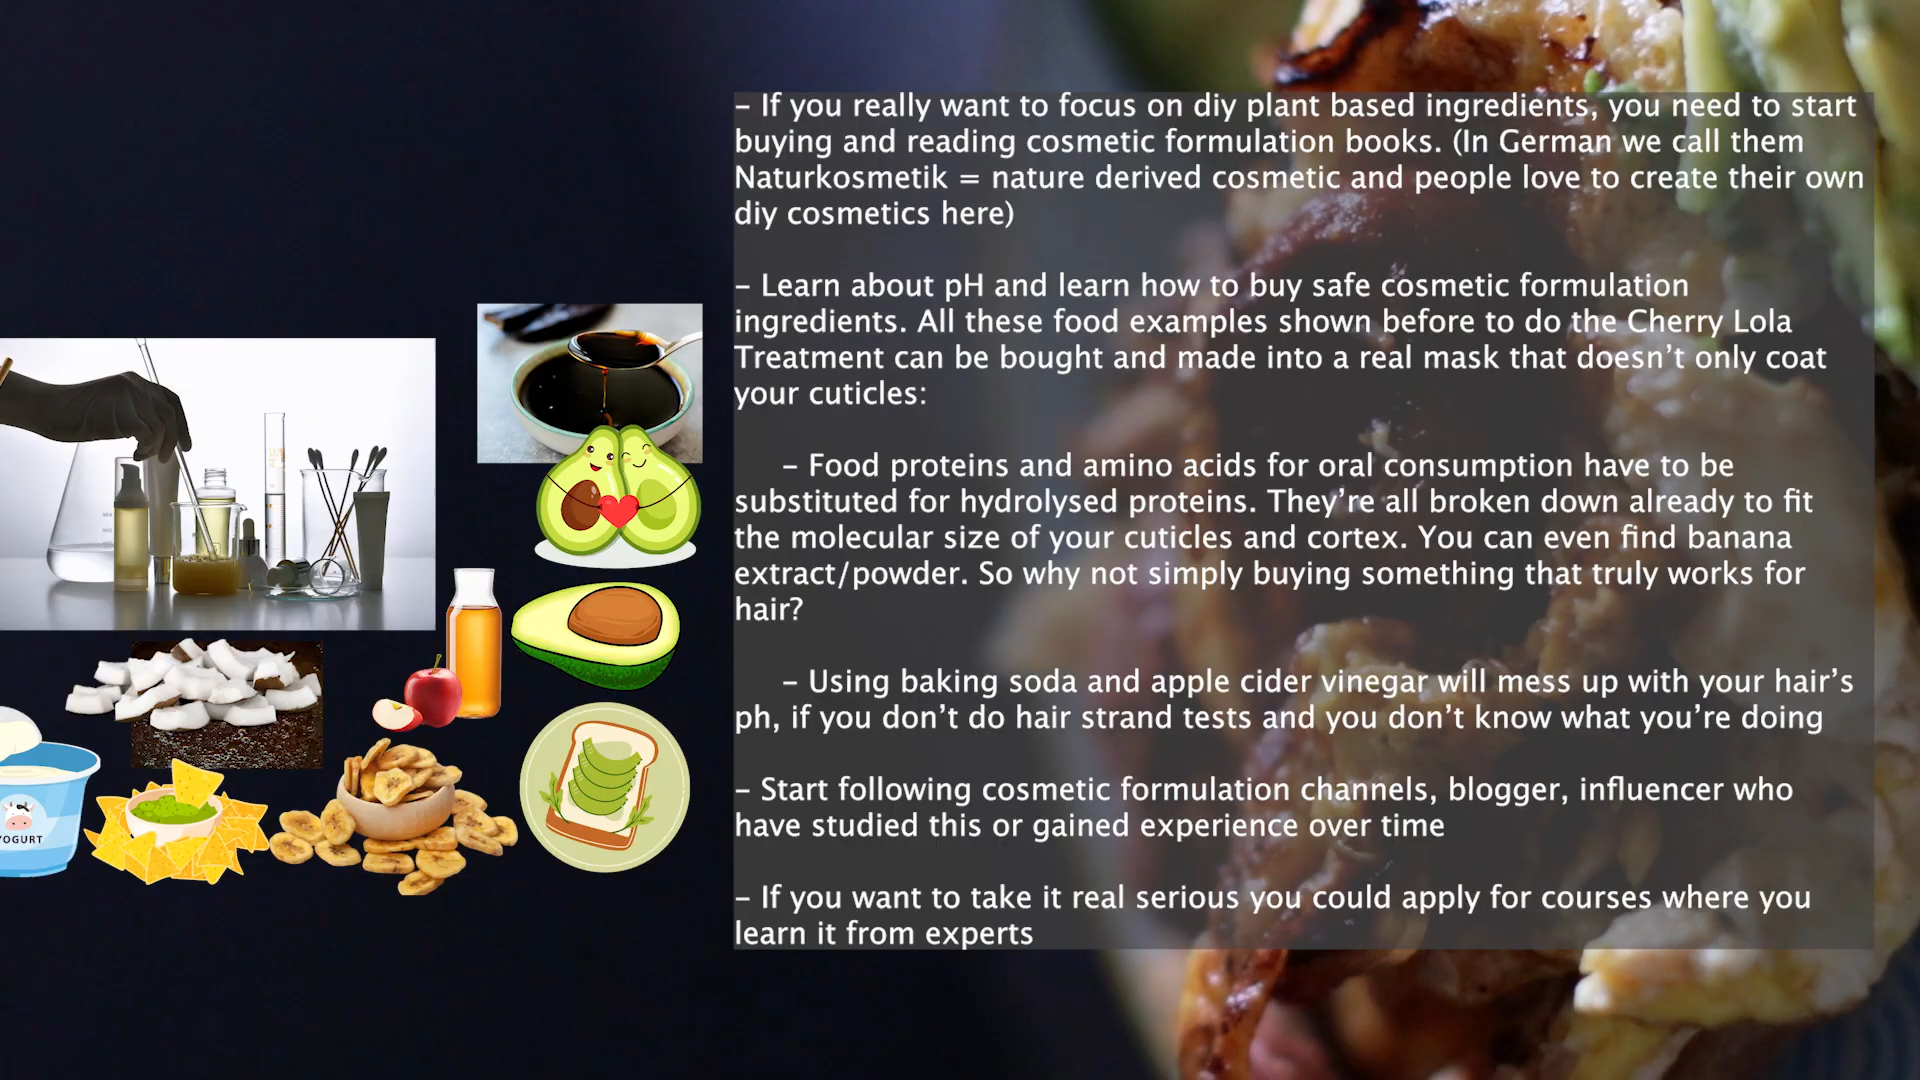 – If you really want to focus on diy plant based ingredients, you need to start
buying and reading cosmetic formulation books. (In German we call them
Naturkosmetik = nature derived cosmetic and people love to create their own
diy cosmetics here)
– Learn about pH and learn how to buy safe cosmetic formulation
ingredients. All these food examples shown before to do the Cherry Lola
Treatment can be bought and made into a real mask that doesn’t only coat
your cuticles:
– Food proteins and amino acids for oral consumption have to be
substituted for hydrolysed proteins. They’re all broken down already to fit
the molecular size of your cuticles and cortex. You can even find banana
extract/powder. So why not simply buying something that truly works for
hair?
– Using baking soda and apple cider vinegar will mess up with your hair’s
ph, if you don’t do hair strand tests and you don’t know what you’re doing
– Start following cosmetic formulation channels, blogger, influencer who
have studied this or gained experience over time
– If you want to take it real serious you could apply for courses where you
learn it from experts
YOGURT